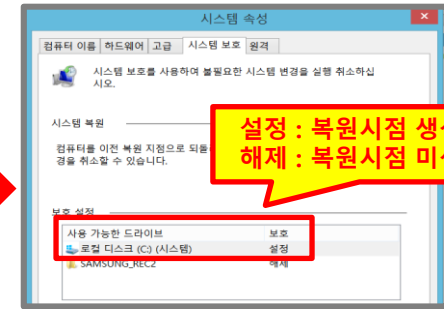 시스템 속성
컴퓨터 이름 하드웨어 고급 시스템 보호 원격
시스템 보호를 사용하여 불필요한 시스템 변경을 실행 취소하십
시오.
시스템 복원
설정 : 복원시점
해제 : 복원시점
컴퓨터를 이전 복원 지점으로
경을 취소할 수 있습니다.
보호 설정
사용 가능한 드라이브 보호
로컬 디스크 (C:) (시스템) 설정
SAMSUNG_REC2 해제